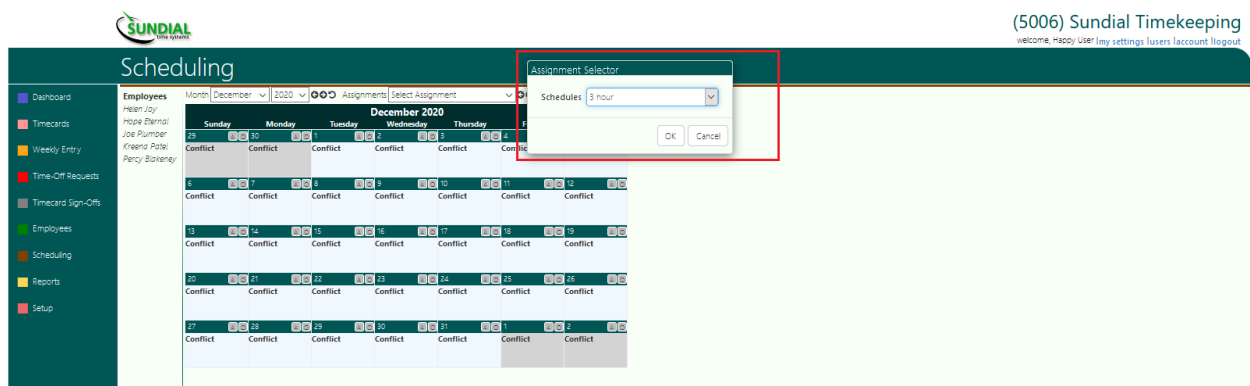 SUNDIAL
time systems
(5006) Sundial Timekeeping
welcome, Happy User |my settings |users |account |logout
Scheduling
Assignment Selector
Schedules 3 hour
OK Cancel
Dashboard
Timecards
Weekly Entry
Time-Off Requests
Timecard Sign-Offs
Employees
Scheduling
Reports
Setup
Employees
Helen Joy
Hope Eternal
Joe Plumber
Kreena Patel
Percy Blakeney
Month December 2020 Assignments Select Assignment
December 2020
Sunday Monday Tuesday Wednesday Thursday F
29 30 1 2 3 4
Conflict Conflict Conflict Conflict Conflict Conflic
6 7 8 9 10 11 12
Conflict Conflict Conflict Conflict Conflict Conflict Conflict
13 14 15 16 17 18 19
Conflict Conflict Conflict Conflict Conflict Conflict Conflict
20 21 22 23 24 25 26
Conflict Conflict Conflict Conflict Conflict Conflict Conflict
27 28 29 30 31 1 2
Conflict Conflict Conflict Conflict Conflict Conflict Conflict